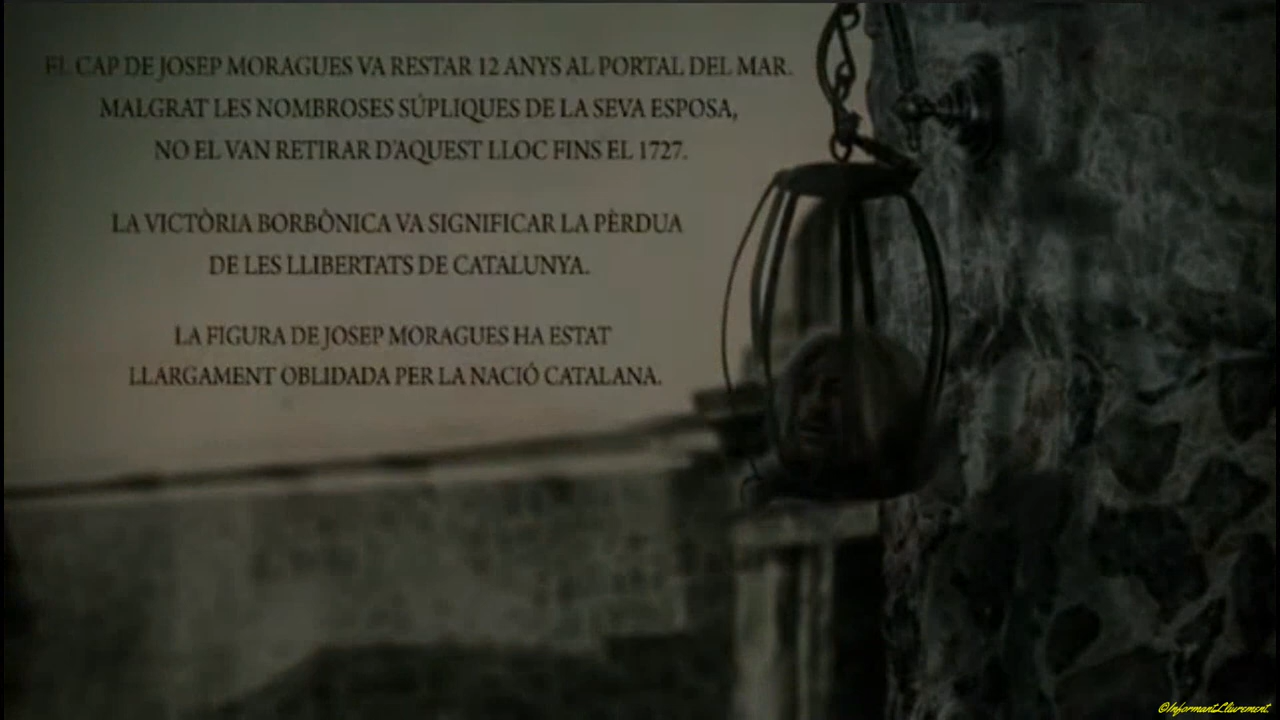 EL CAP DE JOSEP MORAGUES VA RESTAR 12 ANYS AL PORTAL DEL MAR.
MALGRAT LES NOMBROSES SÚPLIQUES DE LA SEVA ESPOSA,
NO EL VAN RETIRAR D'AQUEST LLOC FINS EL 1727.
LA VICTÒRIA BORBÒNICA VA SIGNIFICAR LA PÈRDUA
DE LES LLIBERTATS DE CATALUNYA.
LA FIGURA DE JOSEP MORAGUES HA ESTAT
LLARGAMENT OBLIDADA PER LA NACIÓ CATALANA.
©InformantLliurement